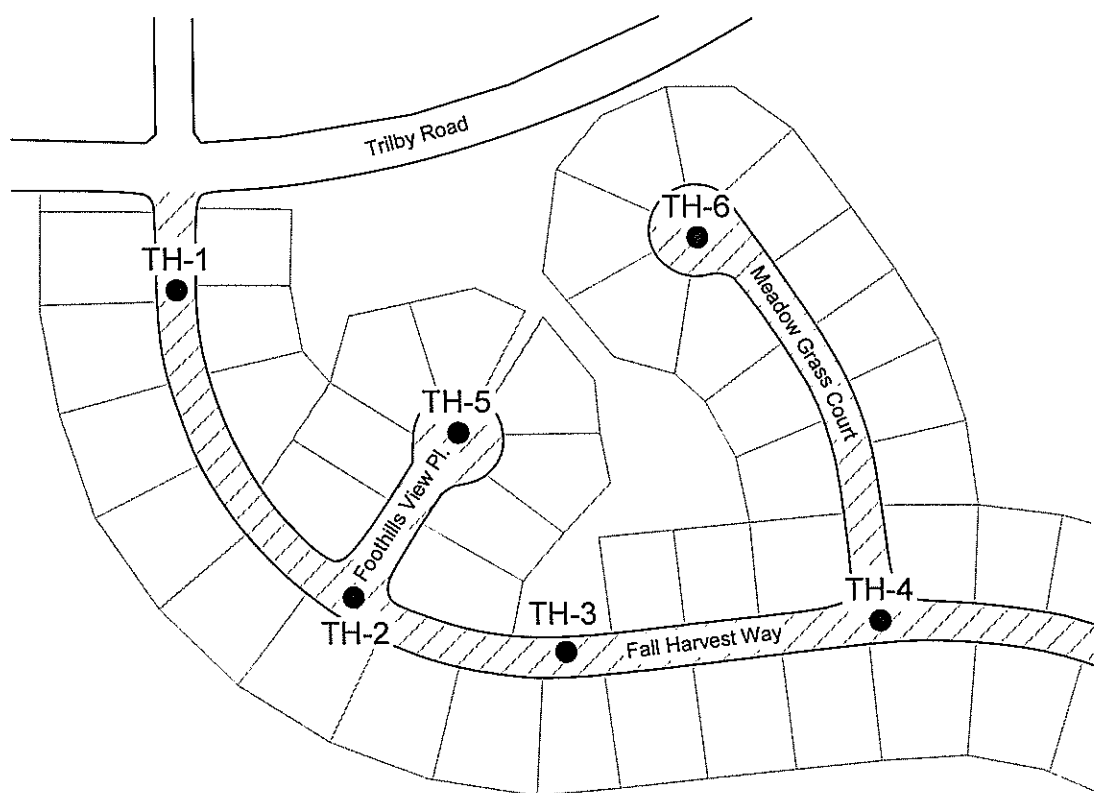 Trilby Road
TH-6
TH-1
Meadow Grass Court
TH-5
Foothills View Pl.
TH-4
TH-3
TH-2
Fall Harvest Way